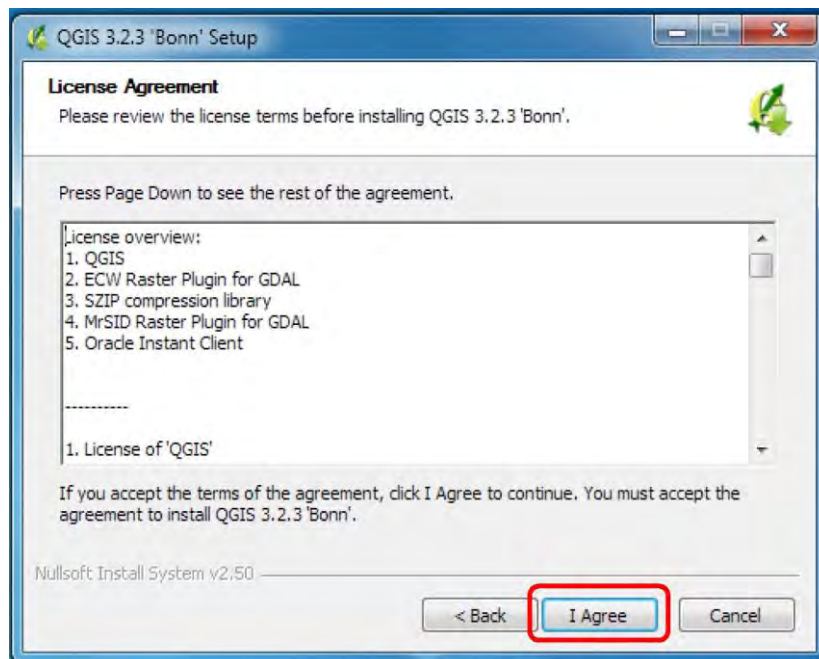 QGIS 3.2.3 'Bonn' Setup
License Agreement
Please review the license terms before installing QGIS 3.2.3 'Bonn'.
Press Page Down to see the rest of the agreement.
License overview:
1. QGIS
2. ECW Raster Plugin for GDAL
3. SZIP compression library
4. MrSID Raster Plugin for GDAL
5. Oracle Instant Client
----------
1. License of 'QGIS'
If you accept the terms of the agreement, click I Agree to continue. You must accept the
agreement to install QGIS 3.2.3 'Bonn'.
Nullsoft Install System v2.50
< Back
I Agree
Cancel